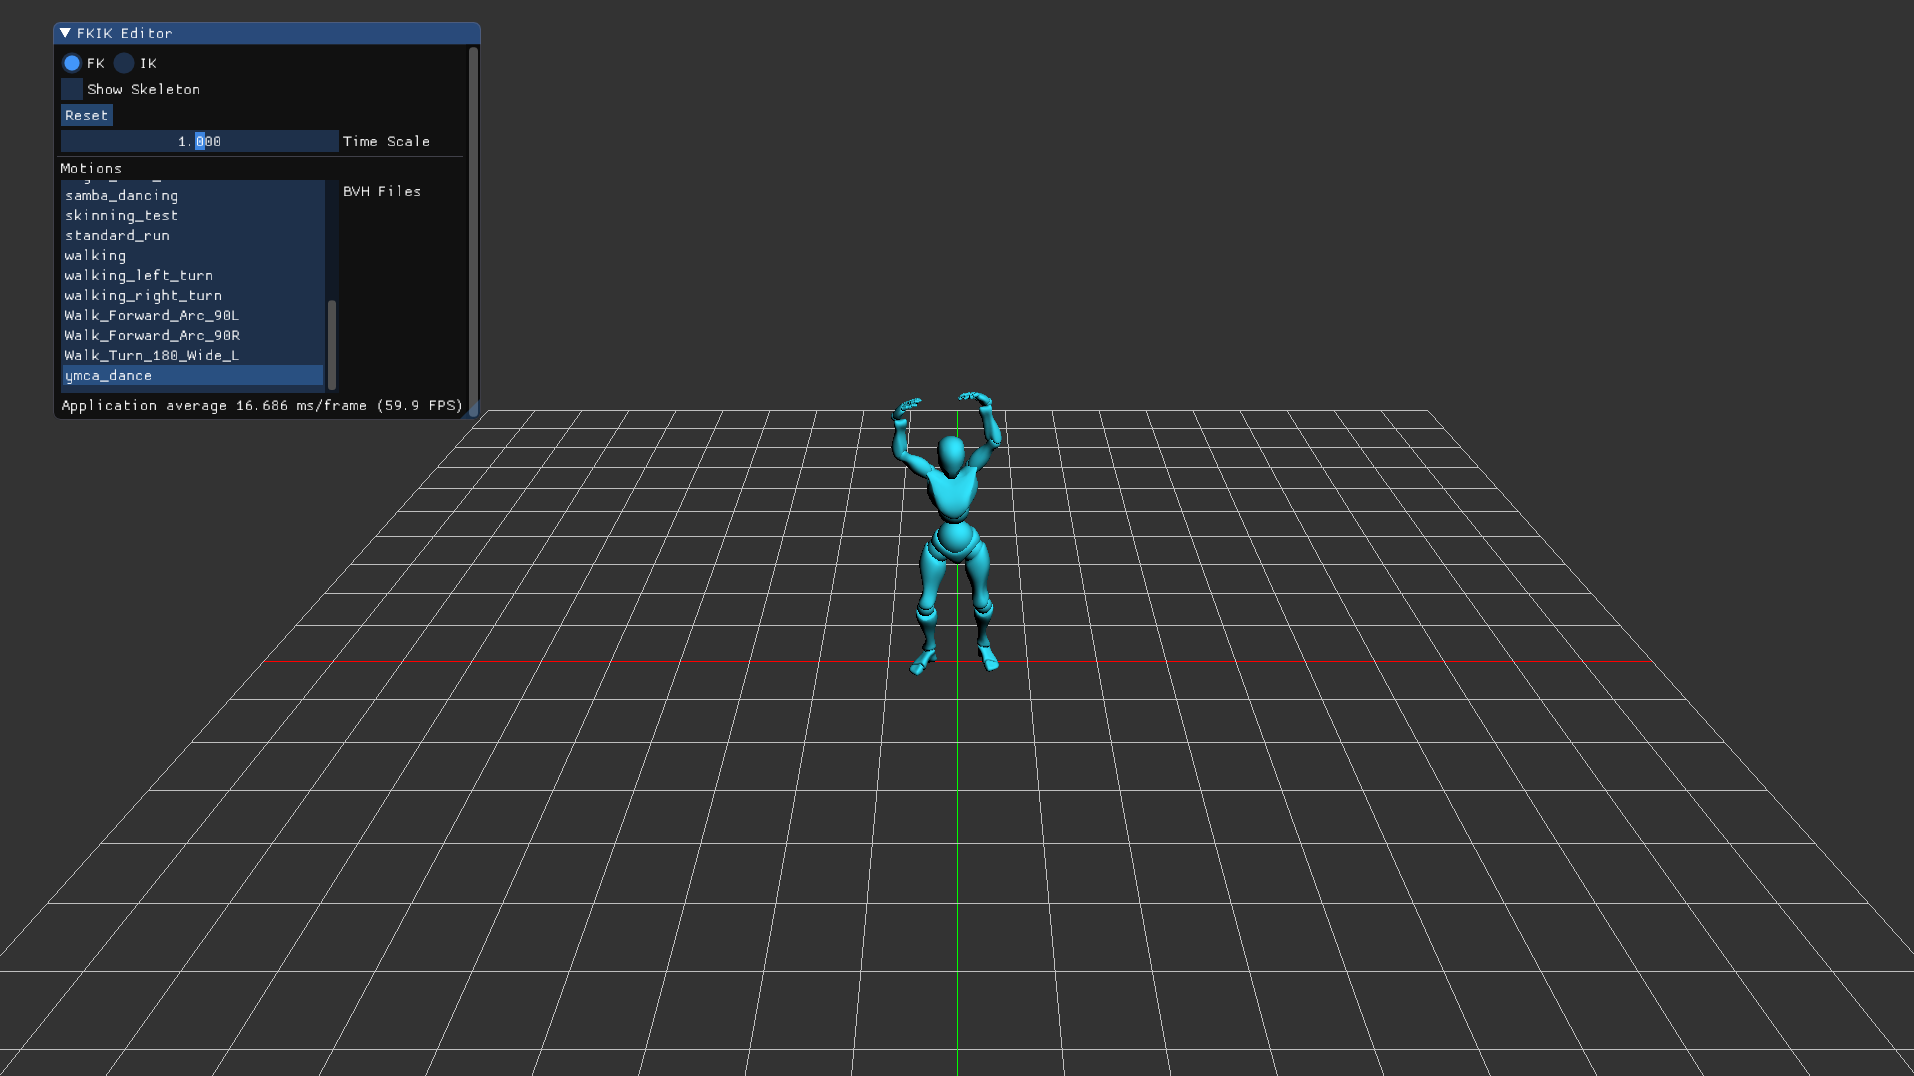 FKIK Editor
FK IK
Show Skeleton
Reset
1.000 Time Scale
Motions
BVH Files
samba_dancing
skinning_test
standard_run
walking
walking_left_turn
walking_right_turn
Walk_Forward_Arc_90L
Walk_Forward_Arc_90R
Walk_Turn_180_Wide_L
ymca_dance
Application average 16.686 ms/frame (59.9 FPS)